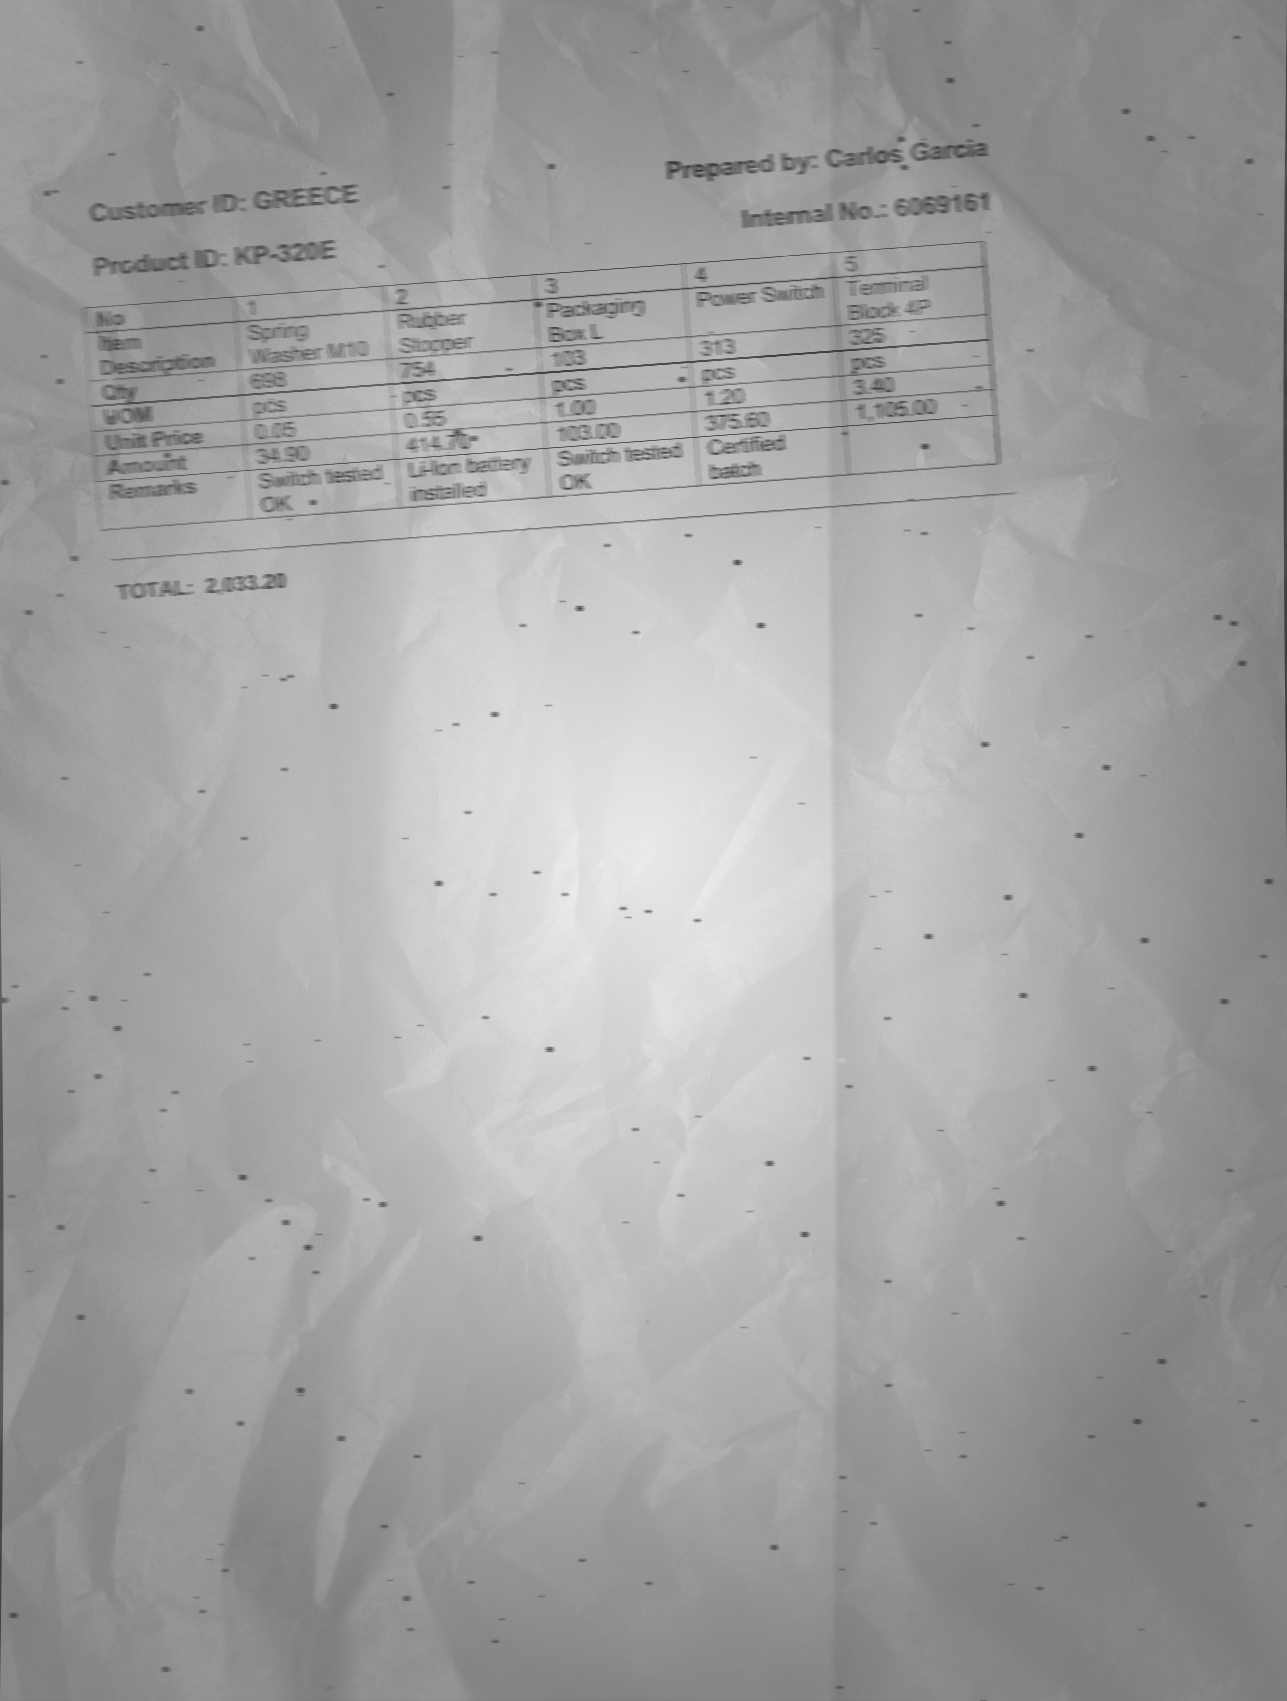 Customer ID: GREECE
Prepared by: Carlos Garcia
Product ID: KP-320E
Internal No.: 6069161
No 1 2 3 4 5
Item Description Spring Washer M10 Rubber Stopper Packaging Box L Power Switch Terminal Block 4P
Qty 698 754 103 313 325
UOM pcs pcs pcs pcs pcs
Unit Price 0.05 0.55 1.00 1.20 3.40
Amount 34.90 414.70 103.00 375.60 1,105.00
Remarks Switch tested OK Li-Ion battery installed Switch tested OK Certified batch
TOTAL: 2,033.20